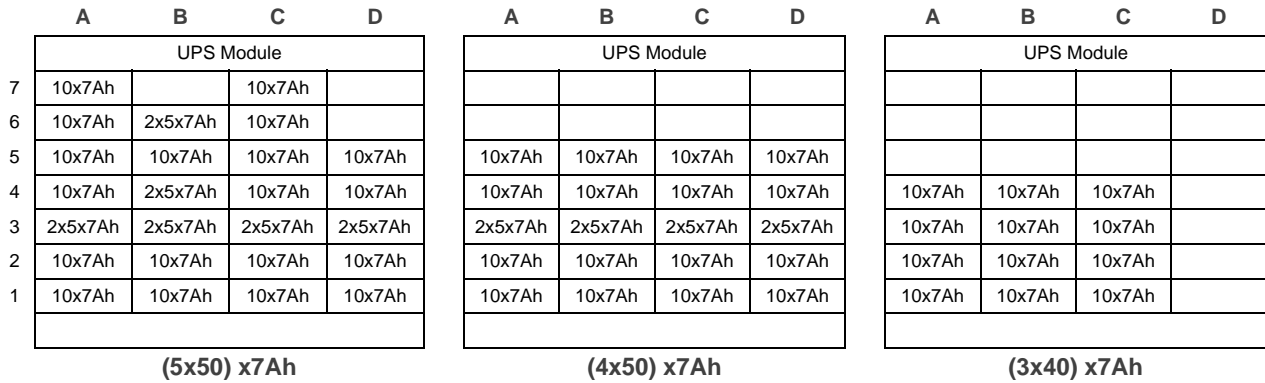 A B C D A B C D A B C D
UPS Module UPS Module UPS Module
7 10x7Ah 10x7Ah
6 10x7Ah 2x5x7Ah 10x7Ah
5 10x7Ah 10x7Ah 10x7Ah 10x7Ah 10x7Ah 10x7Ah 10x7Ah 10x7Ah
4 10x7Ah 2x5x7Ah 10x7Ah 10x7Ah 10x7Ah 10x7Ah 10x7Ah 10x7Ah 10x7Ah 10x7Ah 10x7Ah
3 2x5x7Ah 2x5x7Ah 2x5x7Ah 2x5x7Ah 2x5x7Ah 2x5x7Ah 2x5x7Ah 2x5x7Ah 10x7Ah 10x7Ah 10x7Ah
2 10x7Ah 10x7Ah 10x7Ah 10x7Ah 10x7Ah 10x7Ah 10x7Ah 10x7Ah 10x7Ah 10x7Ah 10x7Ah
1 10x7Ah 10x7Ah 10x7Ah 10x7Ah 10x7Ah 10x7Ah 10x7Ah 10x7Ah 10x7Ah 10x7Ah 10x7Ah
(5x50) x7Ah (4x50) x7Ah (3x40) x7Ah